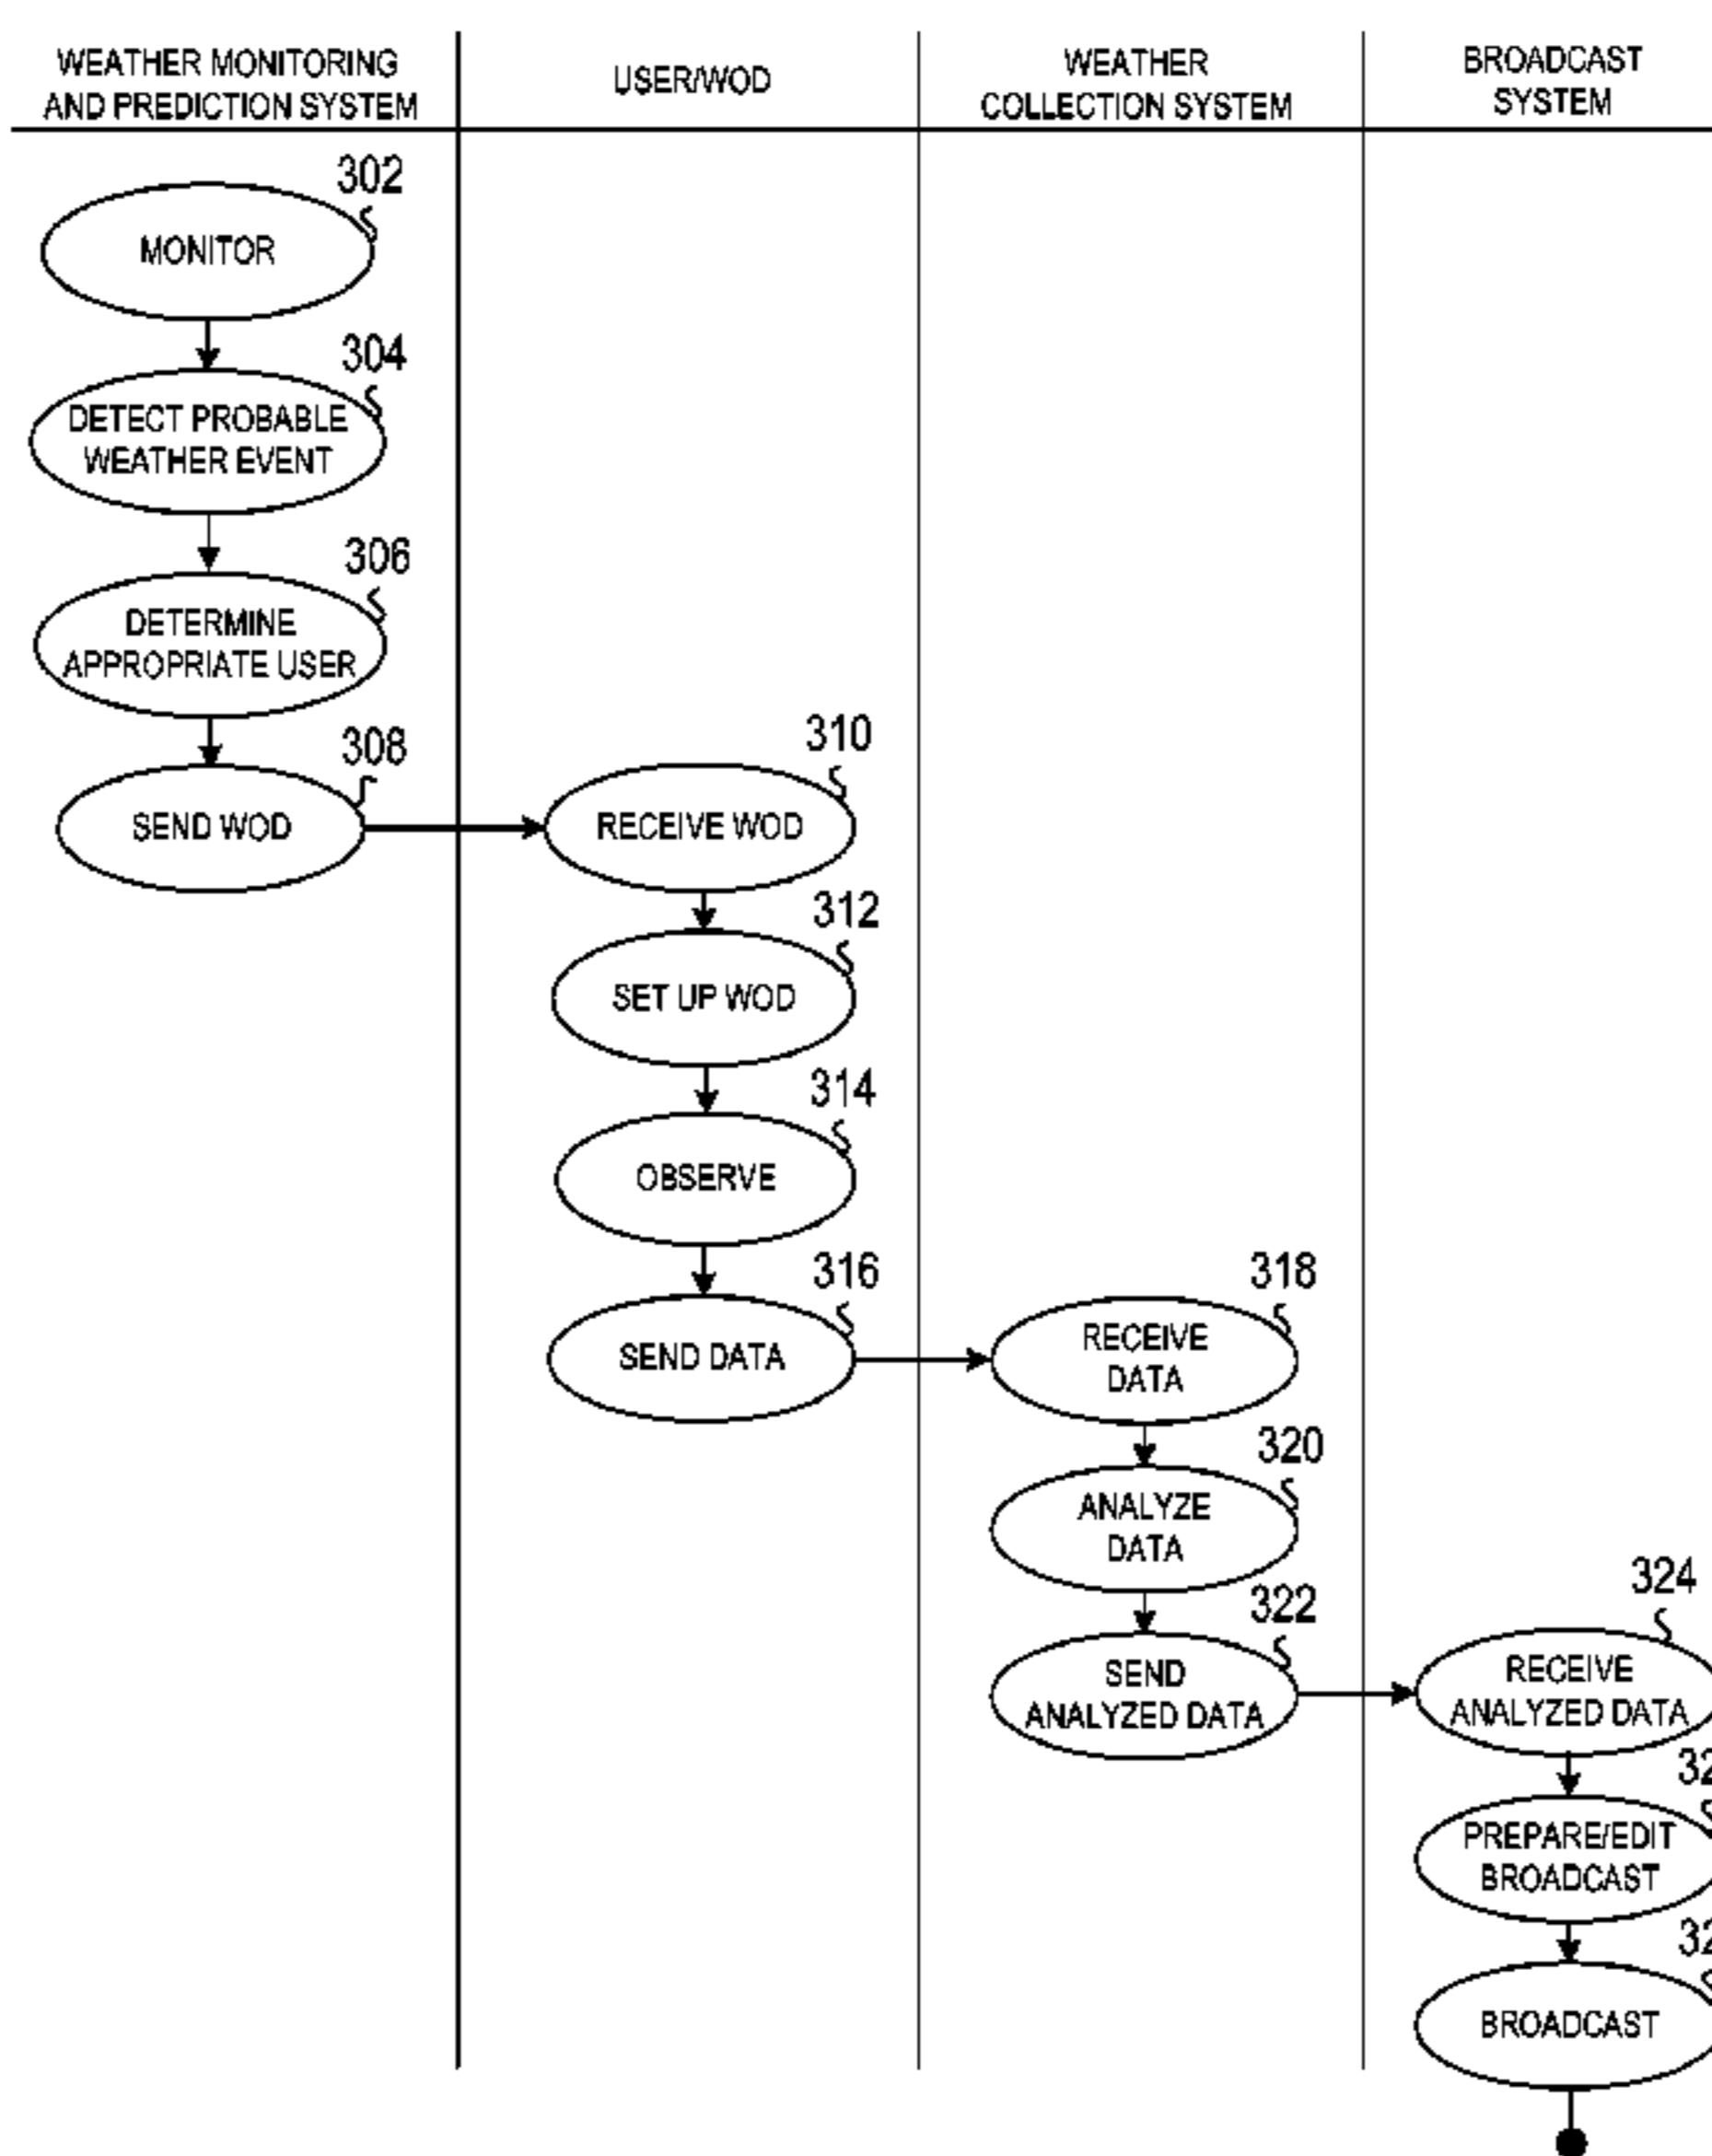 WEATHER MONITORING
AND PREDICTION SYSTEM
USER/WOD
WEATHER
COLLECTION SYSTEM
BROADCAST
SYSTEM
302
MONITOR
304
DETECT PROBABLE
WEATHER EVENT
306
DETERMINE
APPROPRIATE USER
308
SEND WOD
310
RECEIVE WOD
312
SET UP WOD
314
OBSERVE
316
SEND DATA
318
RECEIVE
DATA
320
ANALYZE
DATA
322
SEND
ANALYZED DATA
324
RECEIVE
ANALYZED DATA
PREPARE/EDIT
BROADCAST
BROADCAST